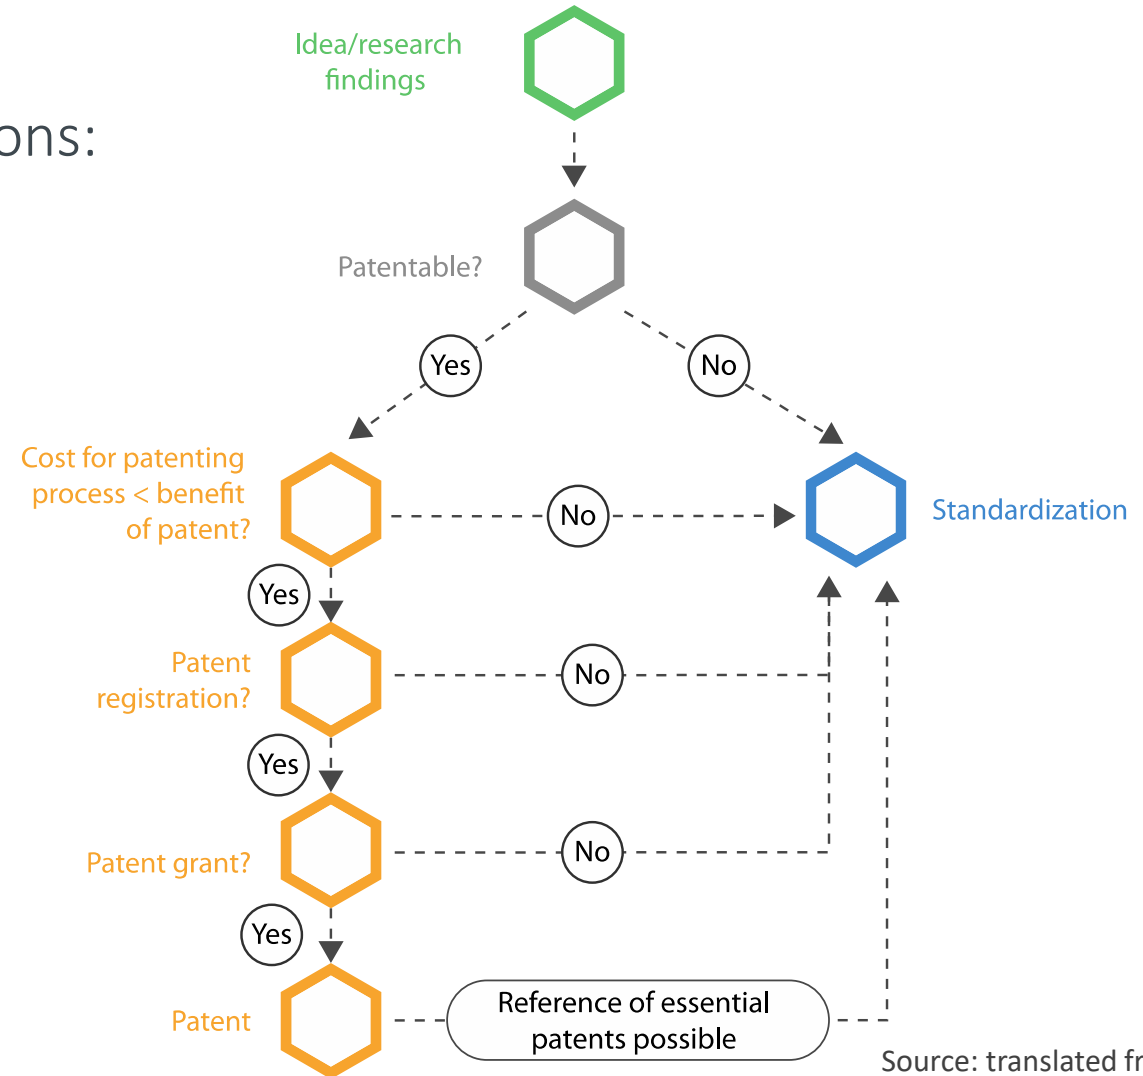 Idea/research
findings
ons:
Patentable?
Yes
No
Cost for patenting
process < benefit
of patent?
No
Standardization
Yes
Patent
registration?
No
Yes
Patent grant?
No
Yes
Patent
Reference of essential
patents possible
Source: translated fr